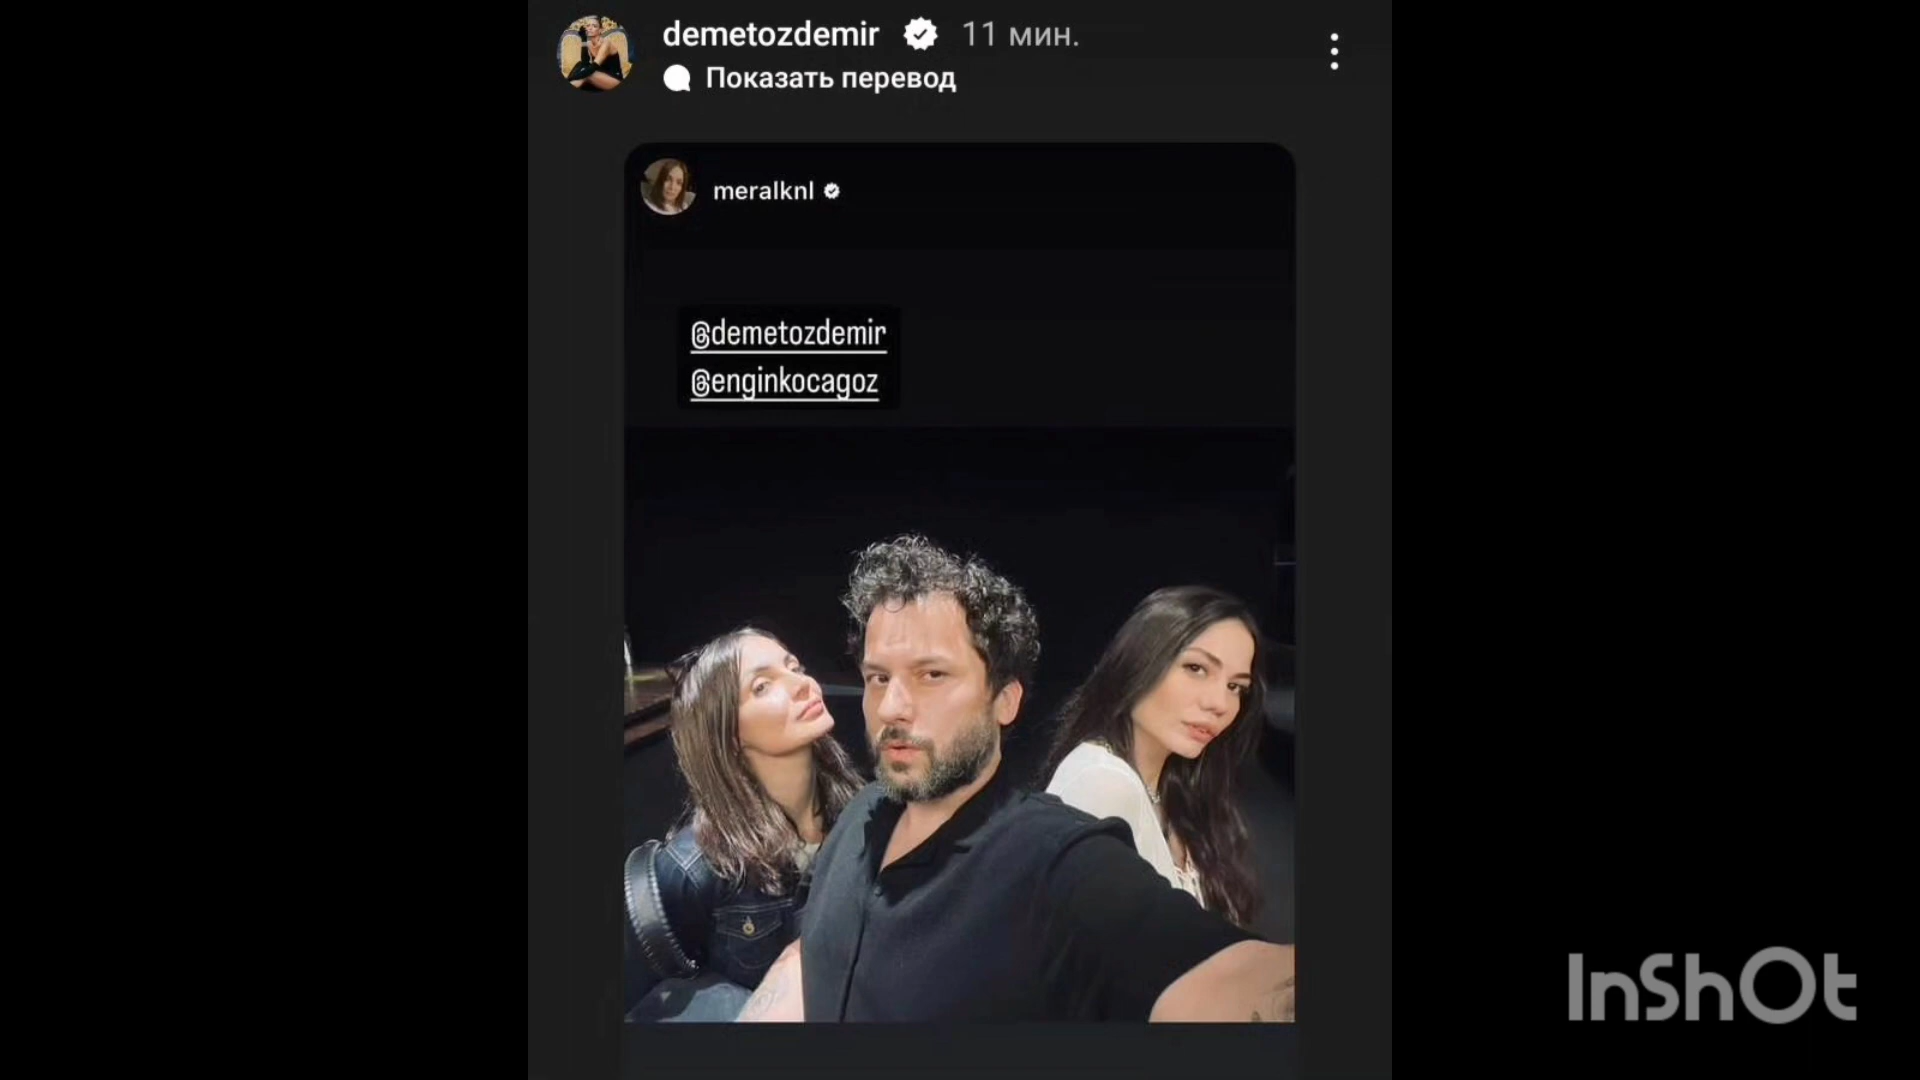 demetozdemir 11 мин.
Показать перевод
meralknl
@demetozdemir
@enginkocagoz
InShOt